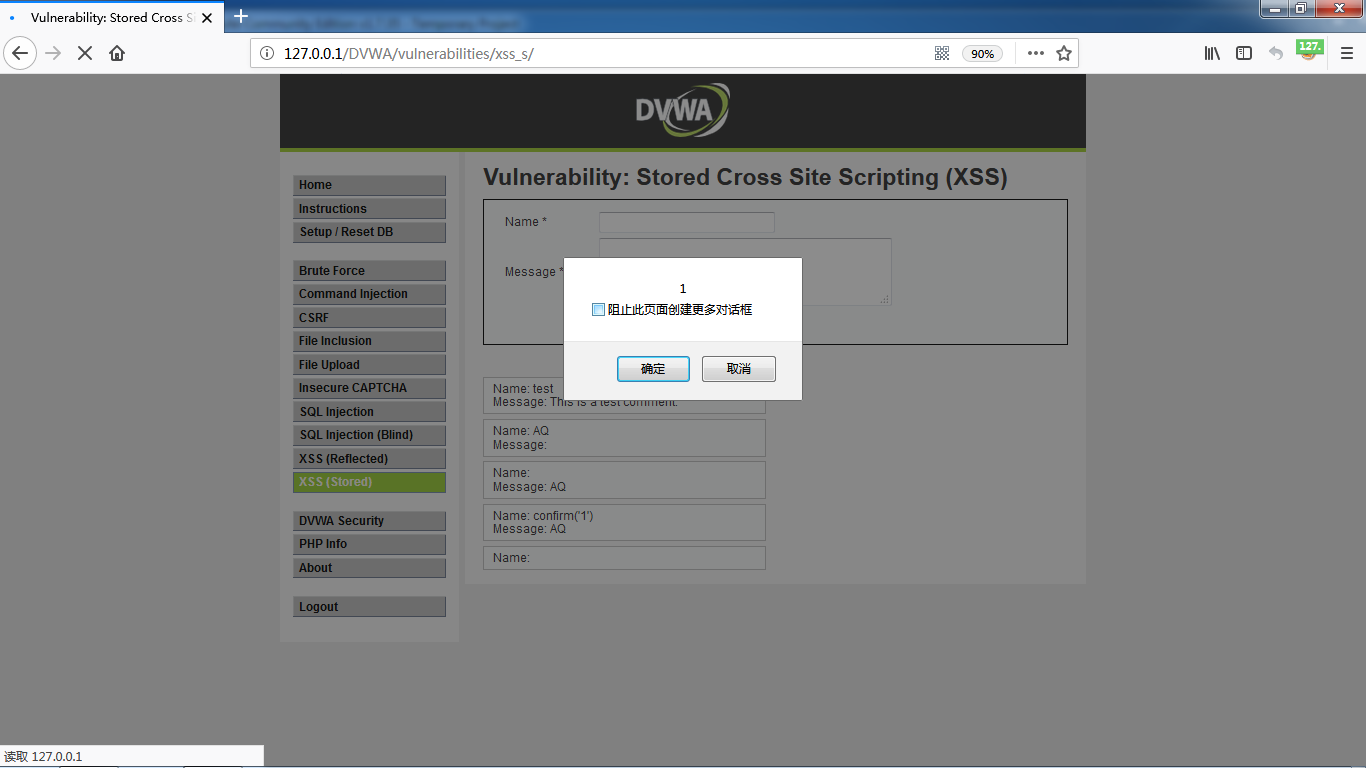 Vulnerability: Stored Cross S
127.0.0.1/DVWA/vulnerabilities/xss_s/
90%
127.
DVWA
Home
Instructions
Setup / Reset DB
Brute Force
Command Injection
CSRF
File Inclusion
File Upload
Insecure CAPTCHA
SQL Injection
SQL Injection (Blind)
XSS (Reflected)
XSS (Stored)
DVWA Security
PHP Info
About
Logout
Vulnerability: Stored Cross Site Scripting (XSS)
Name *
Message *
1
阻止此页面创建更多对话框
确定
取消
Name: test
Message: This is a test comment.
Name: AQ
Message:
Name:
Message: AQ
Name: confirm('1')
Message: AQ
Name:
读取 127.0.0.1